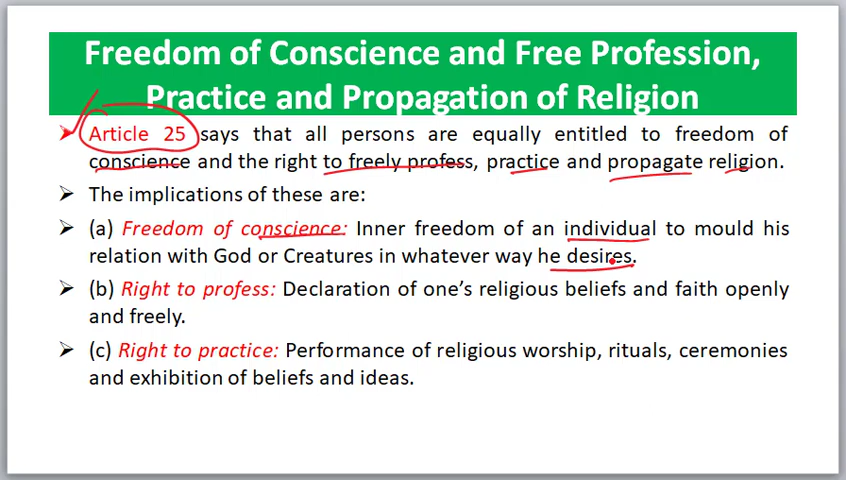 Freedom of Conscience and Free Profession,
Practice and Propagation of Religion
➢ Article 25 says that all persons are equally entitled to freedom of
conscience and the right to freely profess, practice and propagate religion.
➢ The implications of these are:
➢ (a) Freedom of conscience: Inner freedom of an individual to mould his
relation with God or Creatures in whatever way he desires.
➢ (b) Right to profess: Declaration of one’s religious beliefs and faith openly
and freely.
➢ (c) Right to practice: Performance of religious worship, rituals, ceremonies
and exhibition of beliefs and ideas.